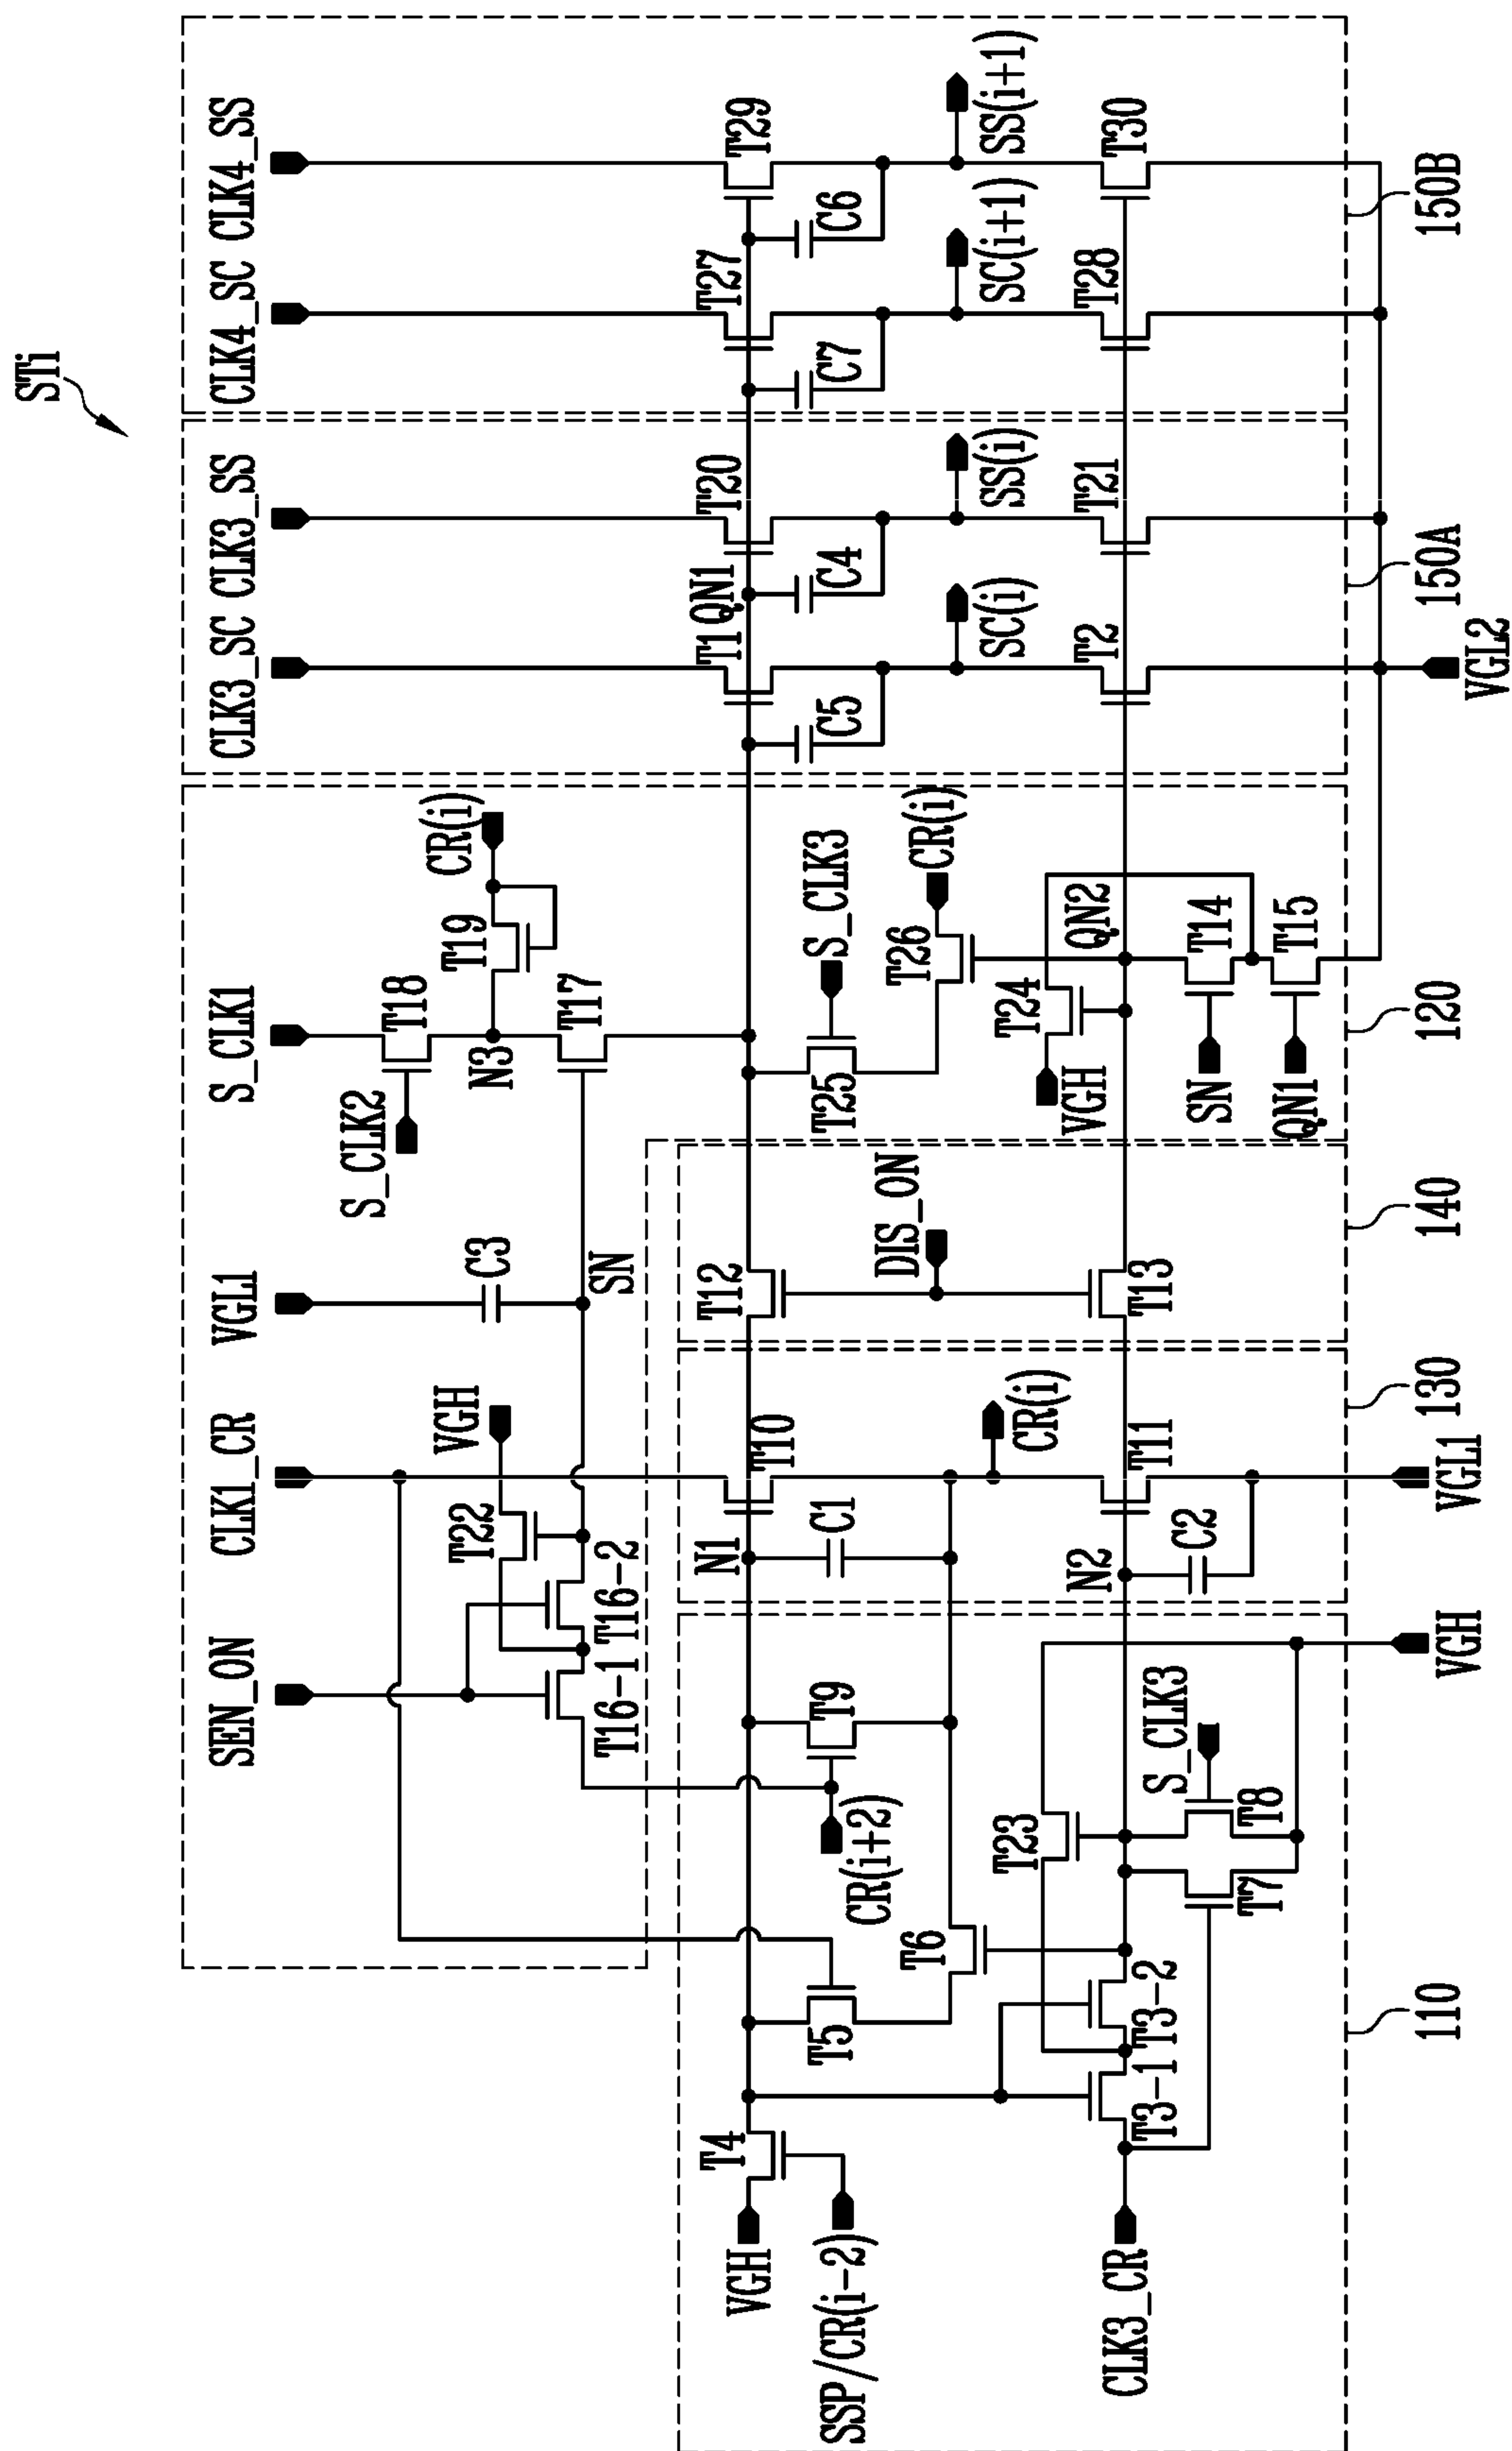 STi
SEN_ON
CLK1_CR
VGL1
S_CLK1
CLK3_SC
CLK3_SS
CLK4_SC
CLK4_SS
S_CLK2
T18
T19
CR(i)
VGH
C3
N3
T22
T16-1
T16-2
SN
T17
VGH
T4
N1
T10
T12
T1
QN1
T20
T27
T29
SSP/CR(i-2)
T5
CR(i+2)
T9
C1
DIS_ON
T25
S_CLK3
C5
C4
C7
C6
T6
CR(i)
T26
CR(i)
SC(i)
SS(i)
SC(i+1)
SS(i+1)
T23
T24
VGH
CLK3_CR
T3-1
T3-2
N2
T11
T13
QN2
T2
T21
T28
T30
T7
T8
S_CLK3
C2
SN
T14
QN1
T15
110
VGH
130
VGL1
140
120
VGL2
150A
150B